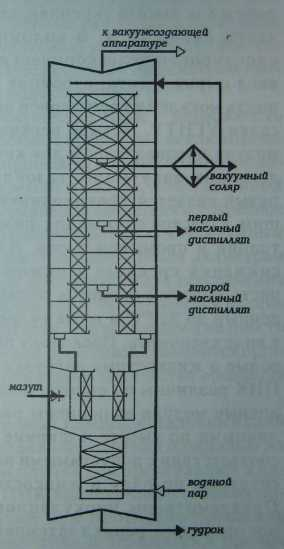 к вакуумсоздающей
аппаратуре
вакуумный
соляр
первый
масляный
дистиллят
второй
масляный
дистиллят
мазут
водяной
пар
гудрон